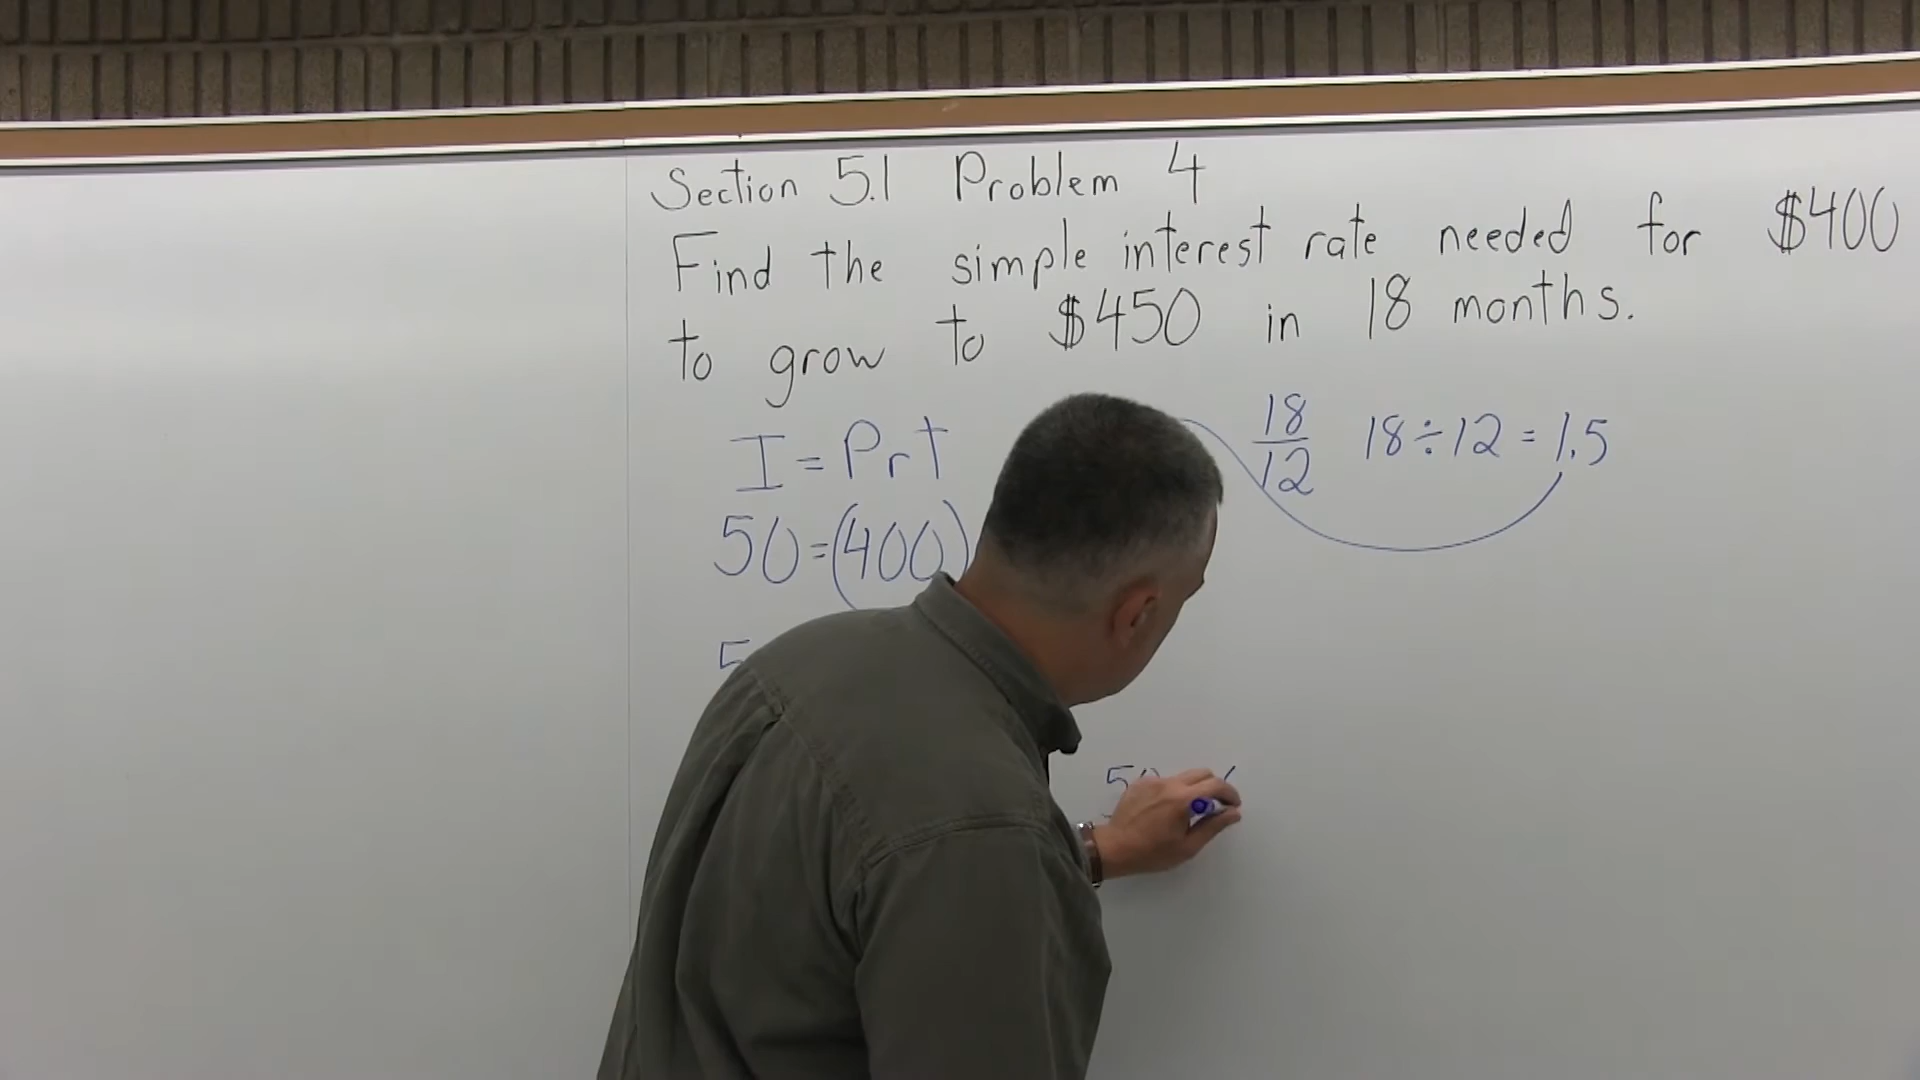 Section 5.1 Problem 4
Find the simple interest rate needed for $400
to grow to $450 in 18 months.
I = Prt
18/12 18÷12 = 1.5
50=(400)
5
50